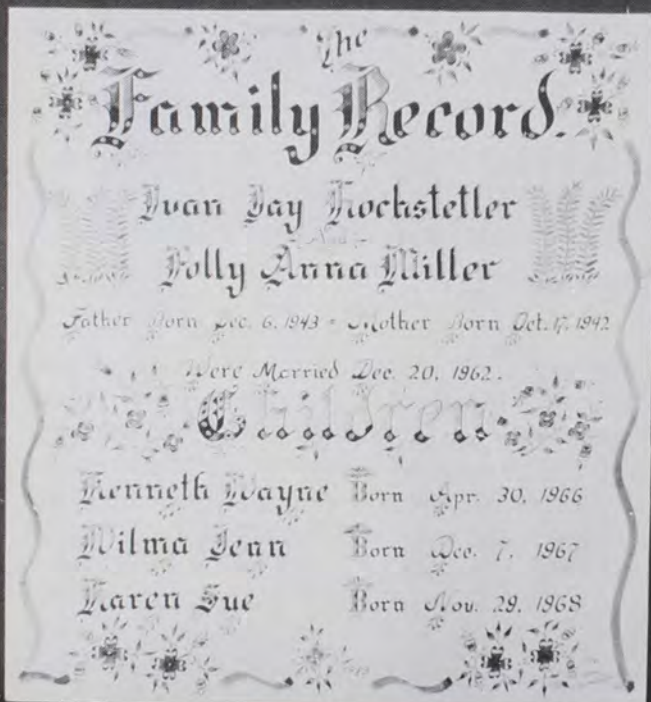 The
Family Record.
Ivan Jay Hochstetler
And
Polly Anna Miller
Father Born Dec. 6, 1943 = Mother Born Oct. 17, 1942
Were Married Dec. 20, 1962.
Children
Kenneth Wayne Born Apr. 30, 1966
Wilma Jean Born Dec. 7, 1967
Karen Sue Born Nov. 29, 1968